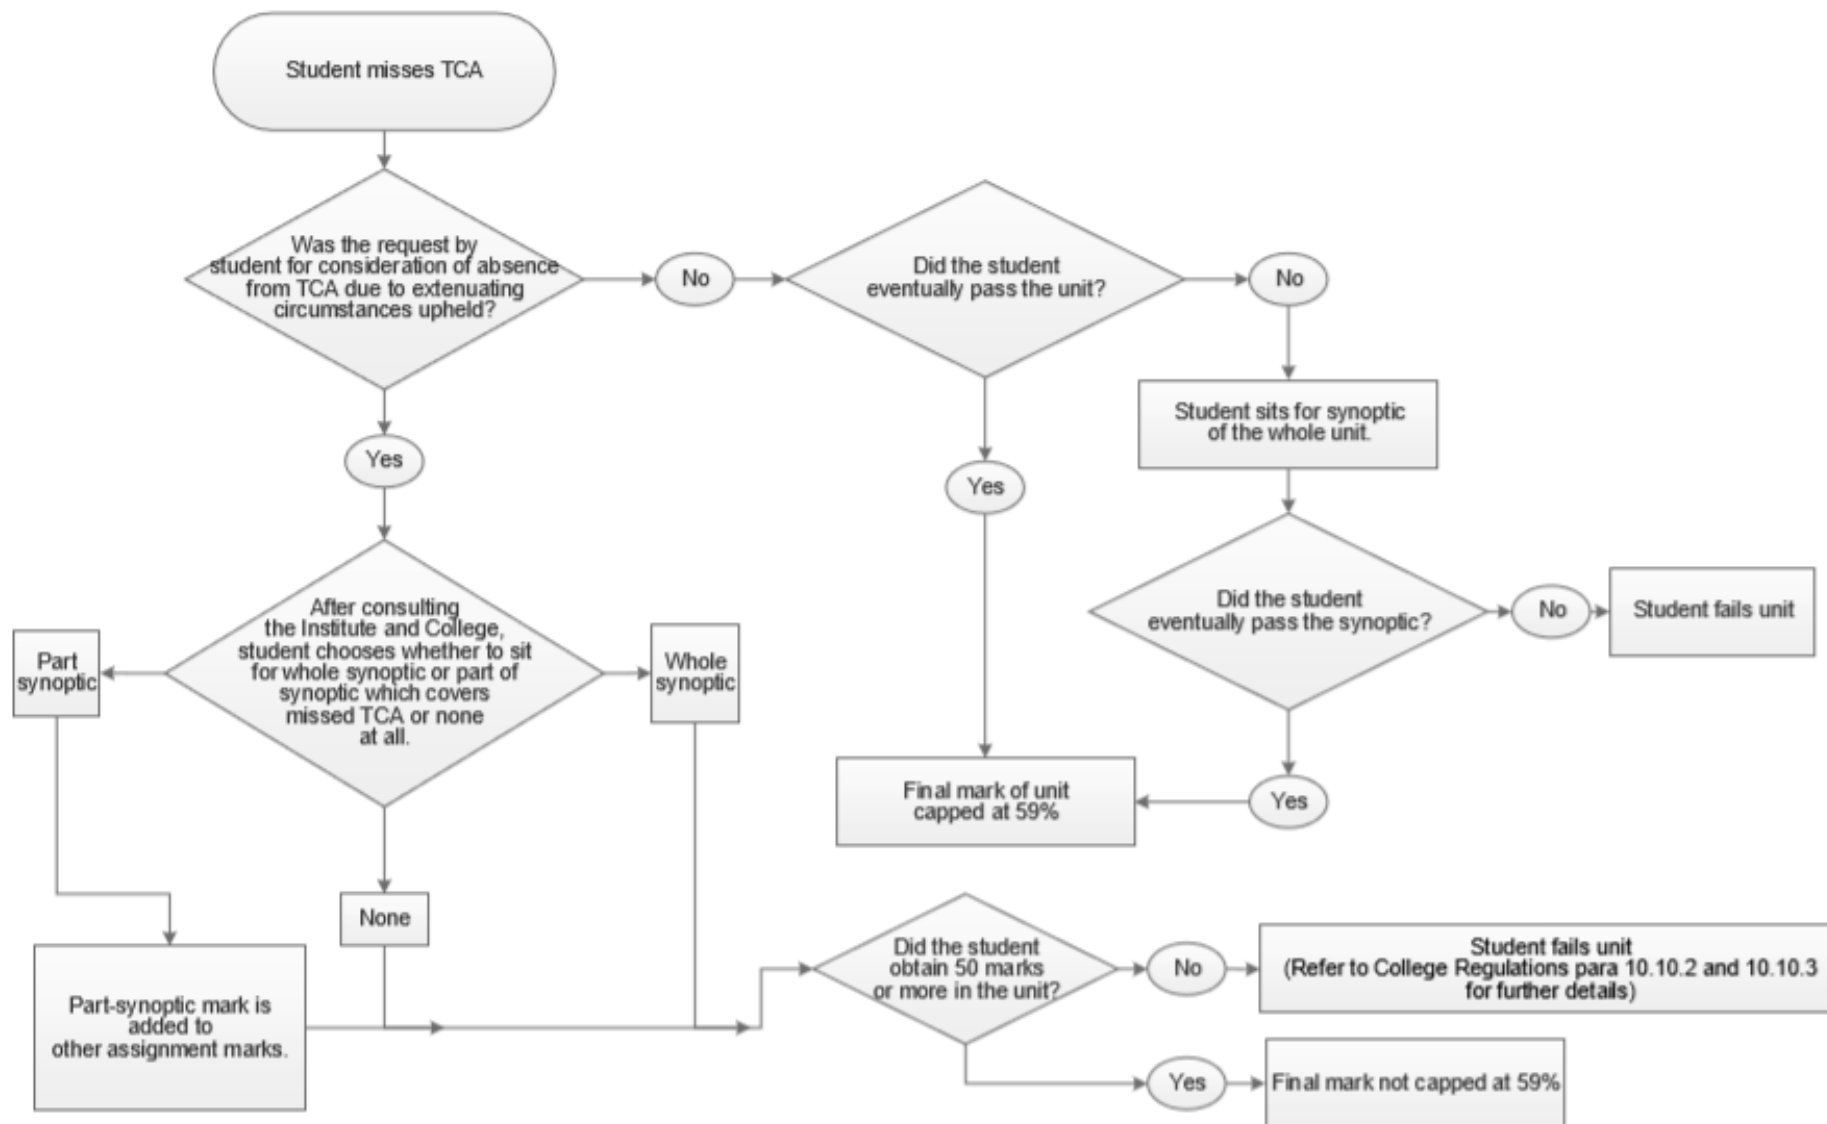 Student misses TCA
Was the request by
student for consideration of absence
from TCA due to extenuating
circumstances upheld?
No
Did the student
eventually pass the unit?
No
Student sits for synoptic
of the whole unit.
Yes
Yes
Did the student
eventually pass the synoptic?
No
Student fails unit
After consulting
the Institute and College,
student chooses whether to sit
for whole synoptic or part of
synoptic which covers
missed TCA or none
at all.
Part
synoptic
Whole
synoptic
Final mark of unit
capped at 59%
Yes
None
Part-synoptic mark is
added to
other assignment marks.
Did the student
obtain 50 marks
or more in the unit?
No
Student fails unit
(Refer to College Regulations para 10.10.2 and 10.10.3
for further details)
Yes
Final mark not capped at 59%